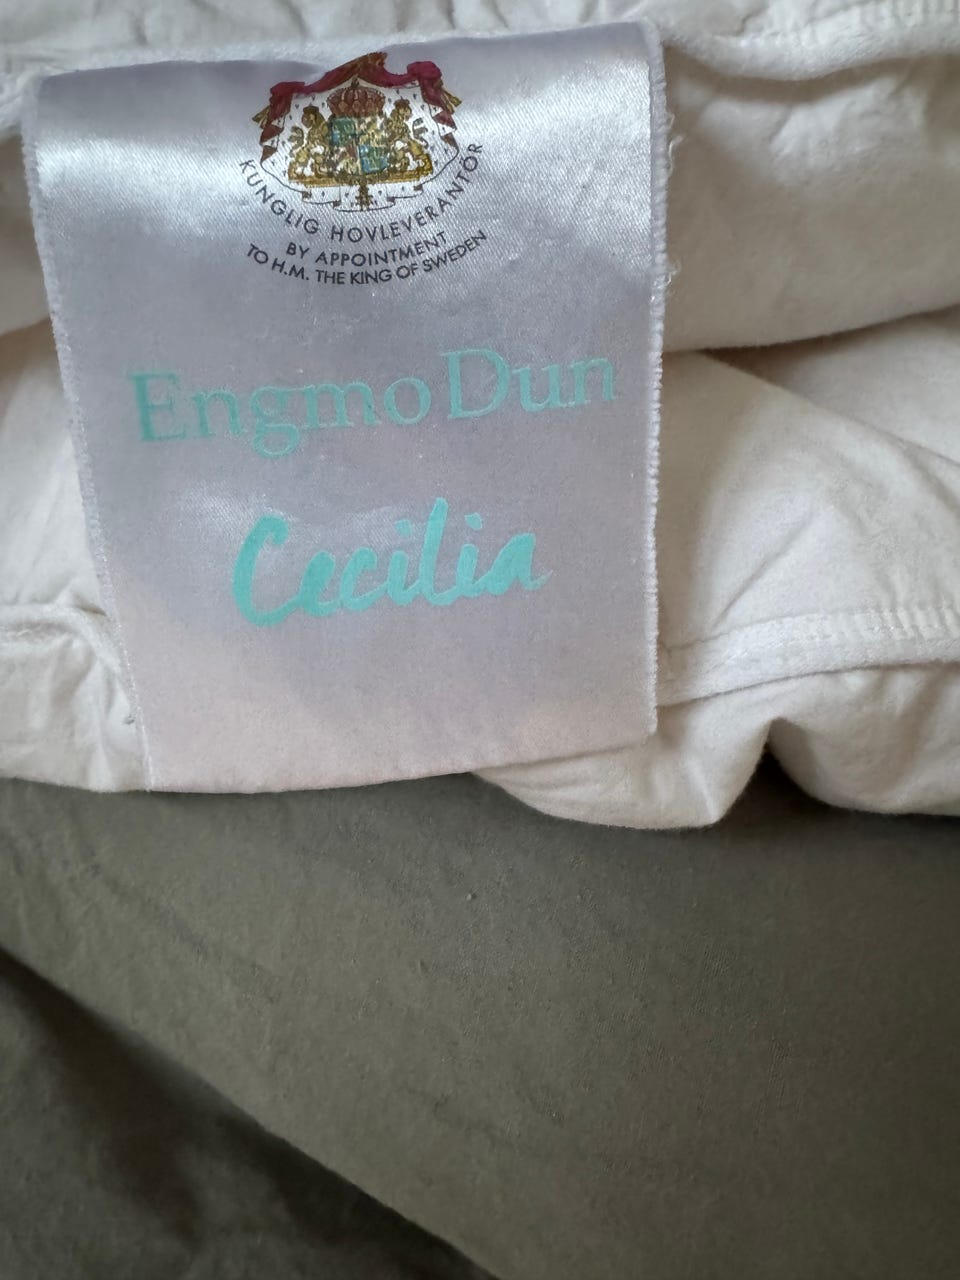 KUNGLIG HOVLEVERANTÖR
BY APPOINTMENT
TO H.M. THE KING OF SWEDEN
Engmo Dun
Cecilia